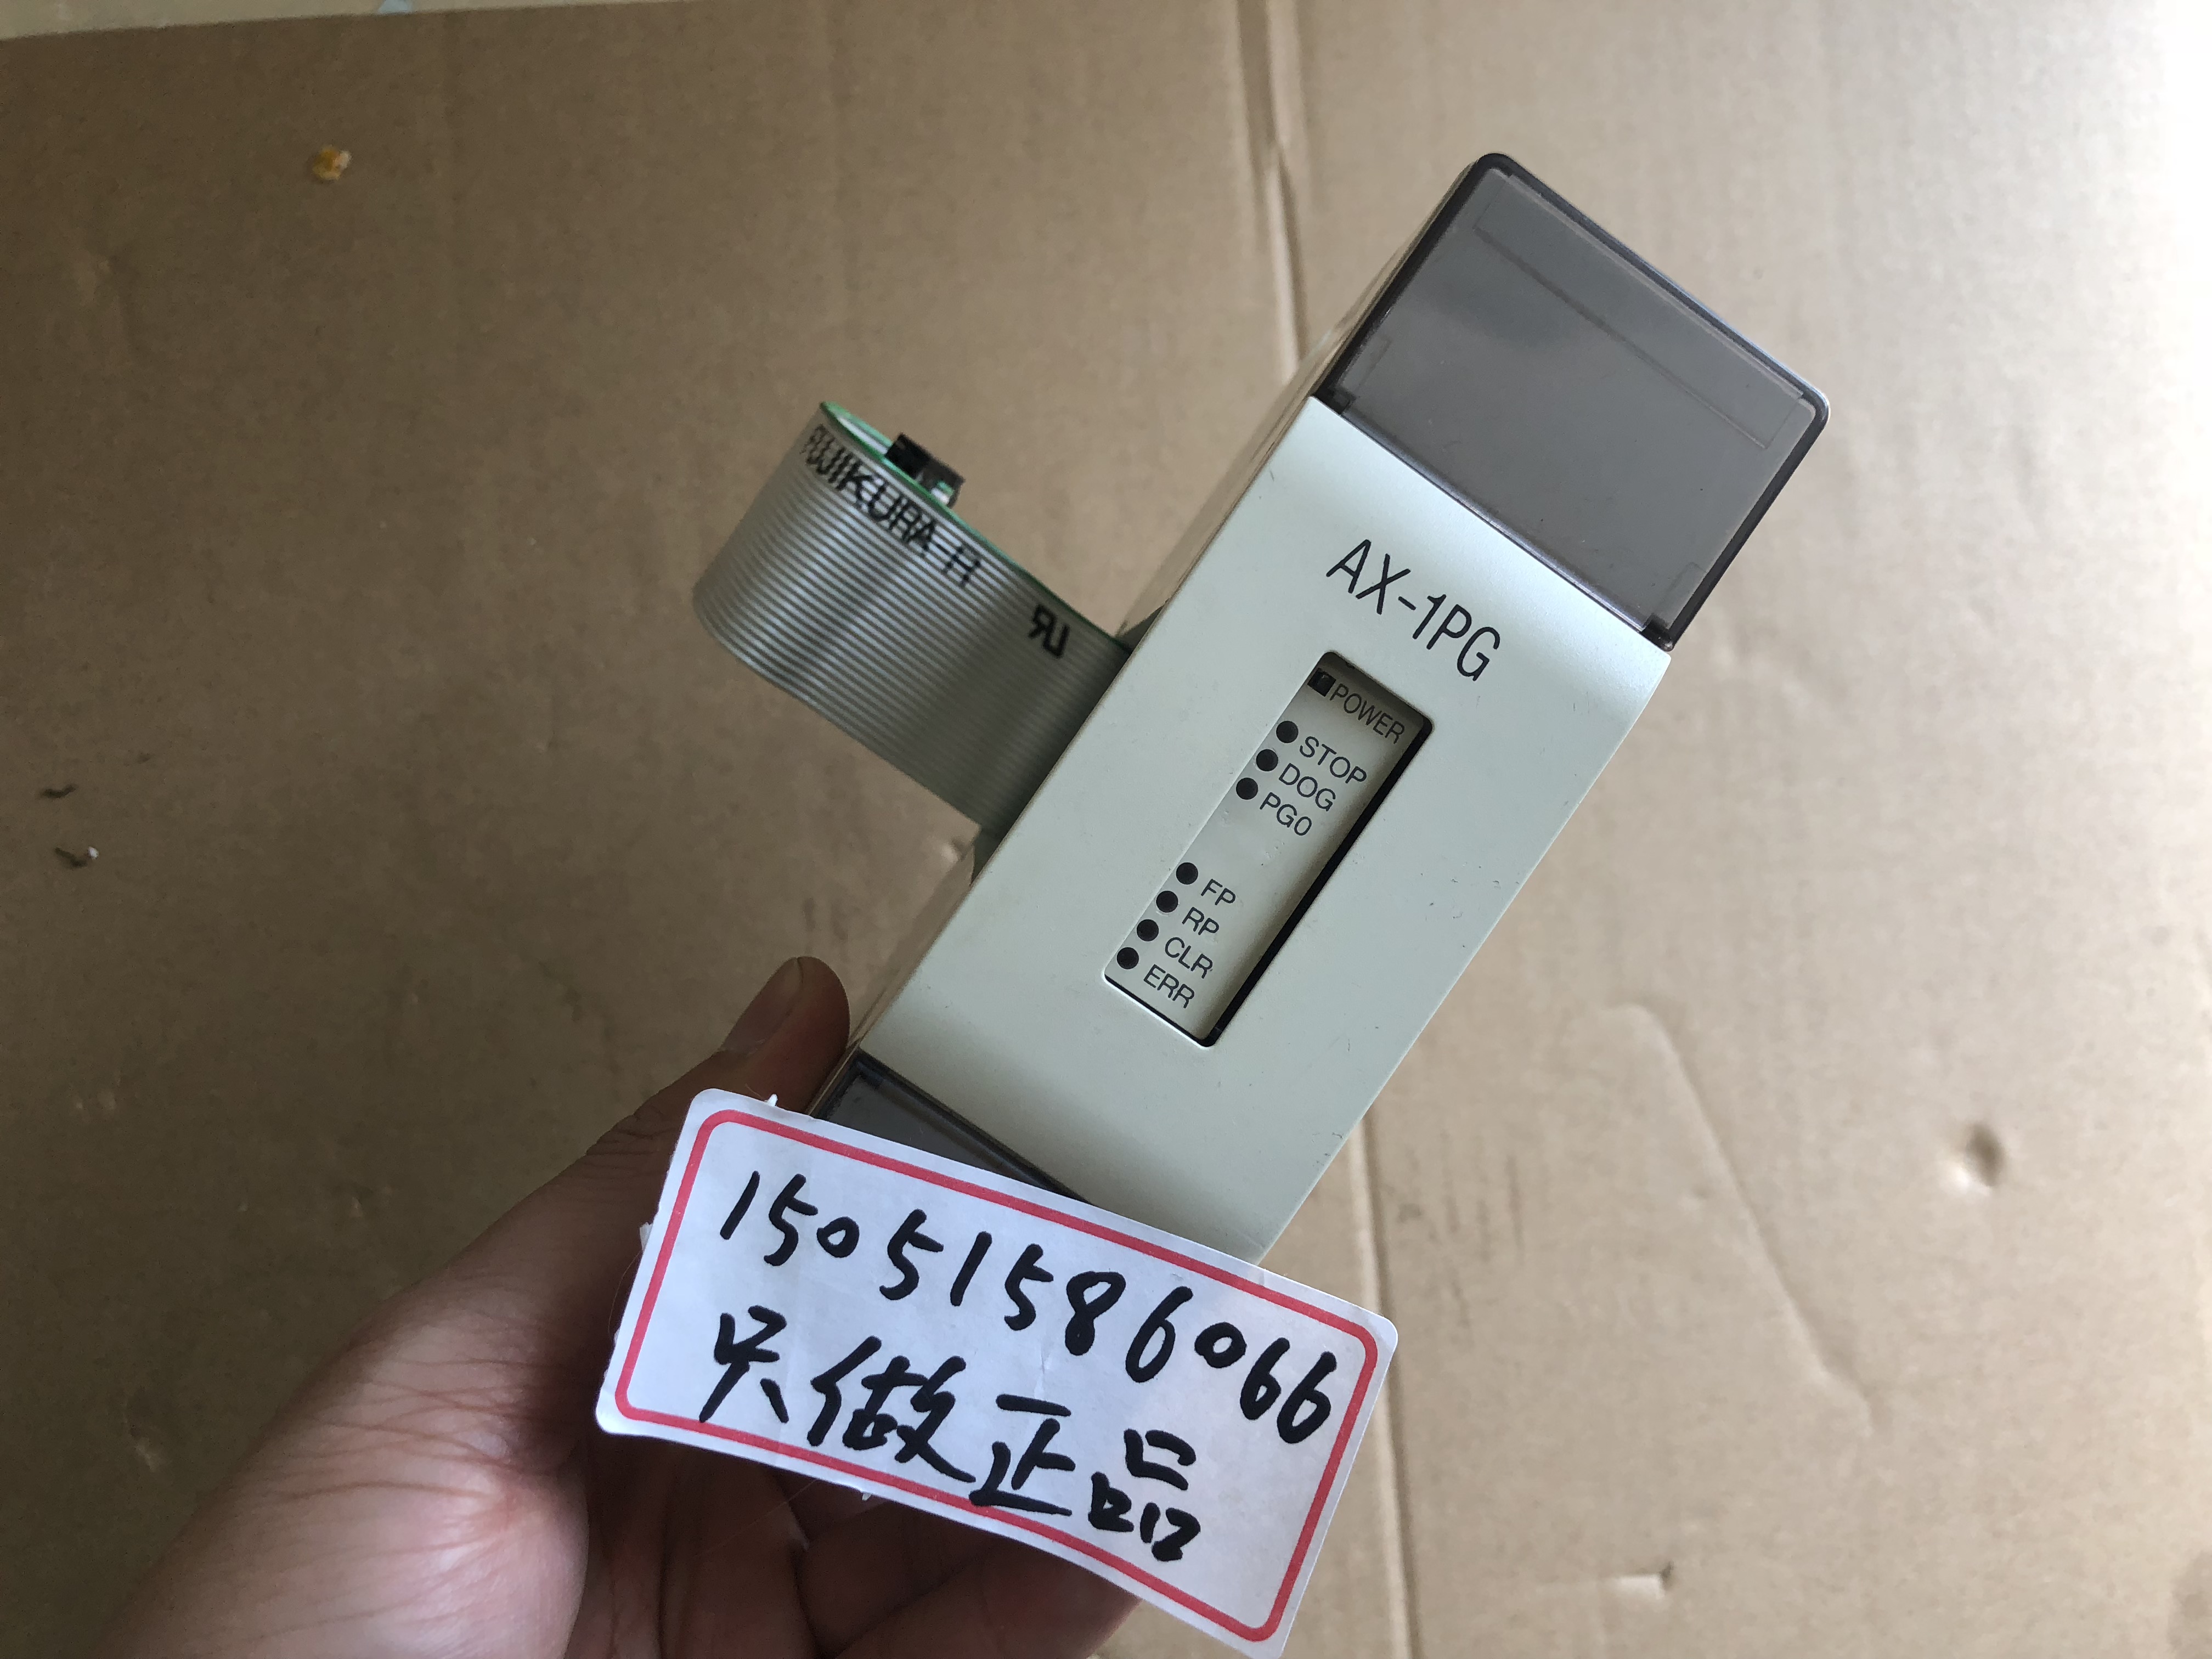 AX-1PG
POWER
STOP
DOG
PG0
FP
RP
CLR
ERR
FUJIKURA-H
15051586066
只做正品